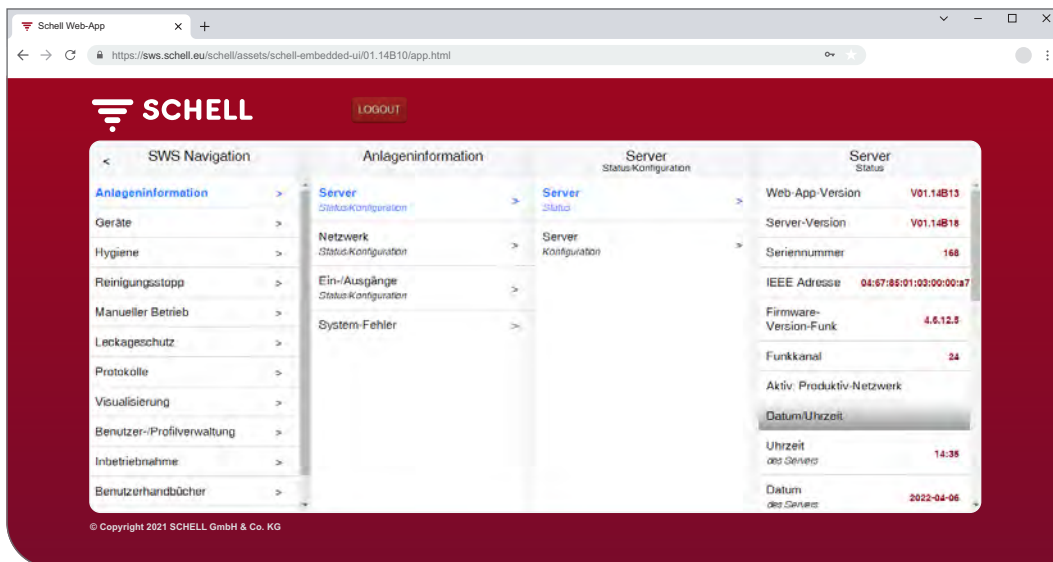 Schell Web-App
https://sws.schell.eu/schell/assets/schell-embedded-ui/01.14B10/app.html
SCHELL
LOGOUT
< SWS Navigation
Anlageninformation >
Geräte >
Hygiene >
Reinigungsstopp >
Manueller Betrieb >
Leckageschutz >
Protokolle >
Visualisierung >
Benutzer-/Profilverwaltung >
Inbetriebnahme >
Benutzerhandbücher >
Anlageninformation
Server >
Status/Konfiguration
Netzwerk >
Status/Konfiguration
Ein-/Ausgänge >
Status/Konfiguration
System-Fehler >
Server
Status/Konfiguration
Server >
Status
Server >
Konfiguration
Server
Status
Web-App-Version V01.14B13
Server-Version V01.14B18
Seriennummer 168
IEEE Adresse 04:67:85:01:03:00:00:a7
Firmware-
Version-Funk 4.6.12.5
Funkkanal 24
Aktiv: Produktiv-Netzwerk
Datum/Uhrzeit
Uhrzeit 14:35
des Servers
Datum 2022-04-06
des Servers
© Copyright 2021 SCHELL GmbH & Co. KG